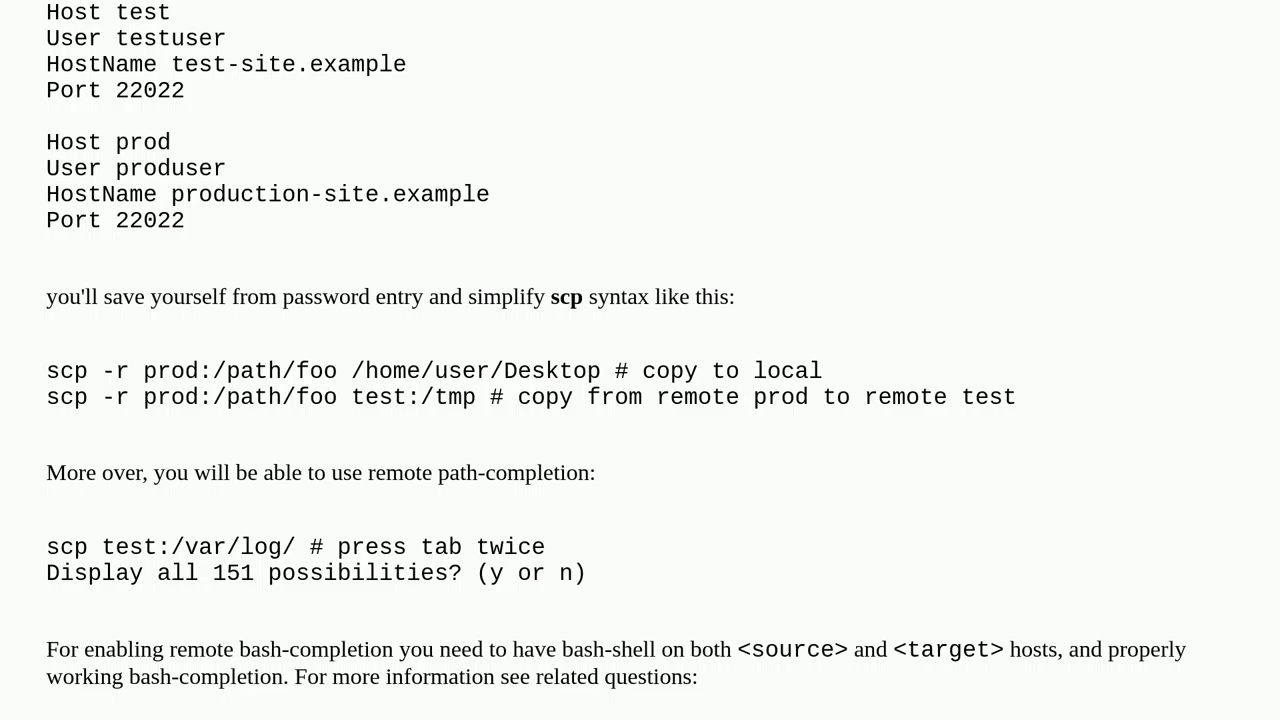 Host test
User testuser
HostName test-site.example
Port 22022
Host prod
User produser
HostName production-site.example
Port 22022
you'll save yourself from password entry and simplify scp syntax like this:
scp -r prod:/path/foo /home/user/Desktop # copy to local
scp -r prod:/path/foo test:/tmp # copy from remote prod to remote test
More over, you will be able to use remote path-completion:
scp test:/var/log/ # press tab twice
Display all 151 possibilities? (y or n)
For enabling remote bash-completion you need to have bash-shell on both <source> and <target> hosts, and properly
working bash-completion. For more information see related questions: